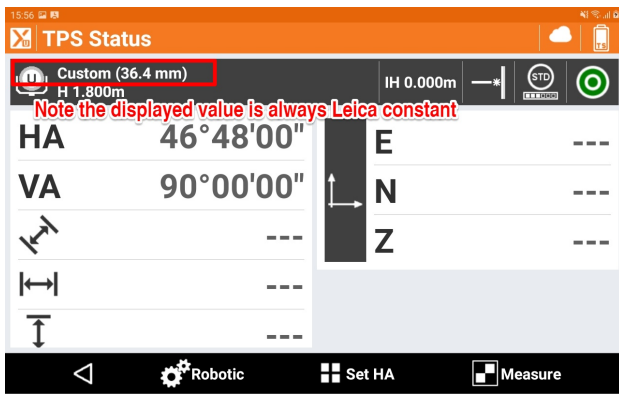 15:56
TPS Status
T S
U
Custom (36.4 mm)
H 1.800m
IH 0.000m
STD
Note the displayed value is always Leica constant
HA 46°48'00"
VA 90°00'00"
---
---
---
E ---
N ---
Z ---
Robotic
Set HA
Measure